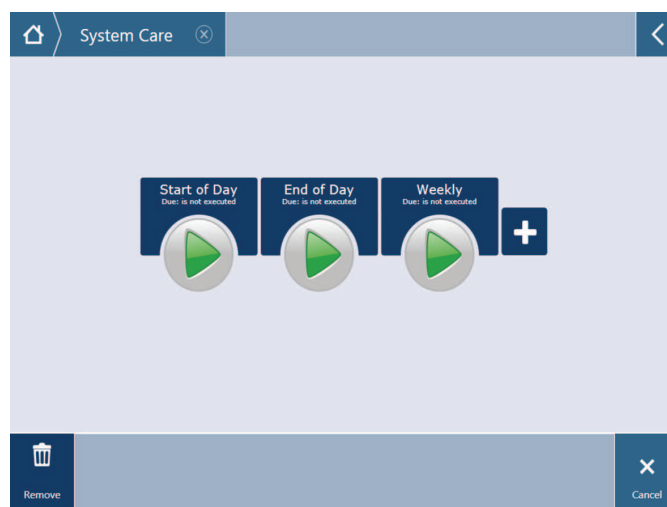 System Care
Start of Day
Due: is not executed
End of Day
Due: is not executed
Weekly
Due: is not executed
Remove
Cancel